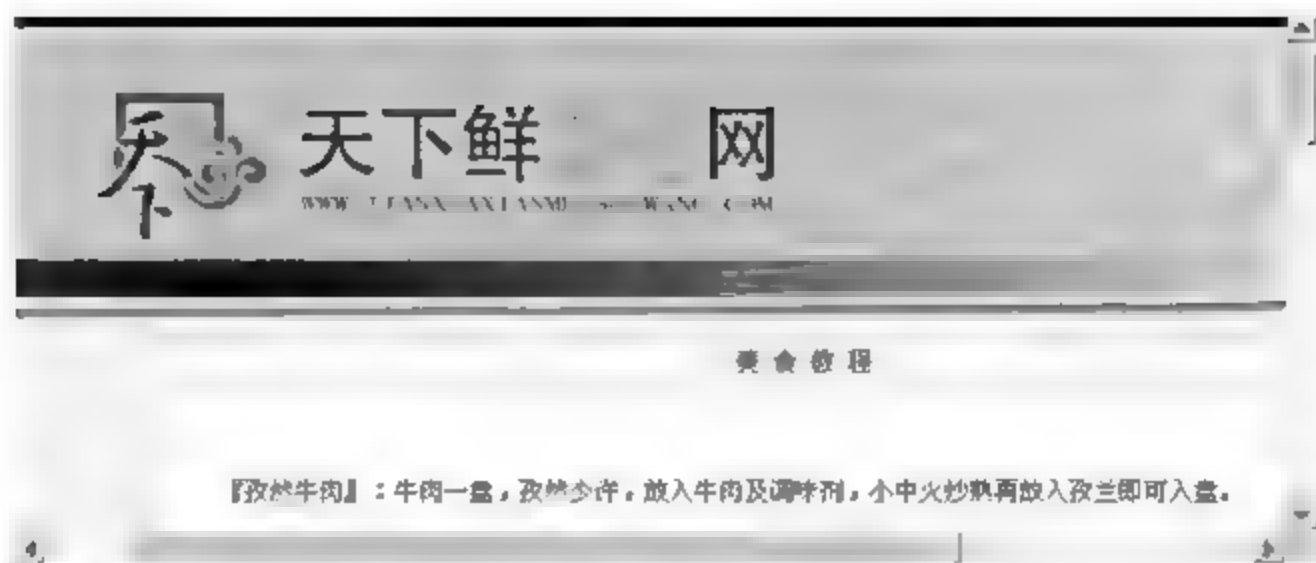 天下
天下鲜 网
WWW
美食教程
『孜然牛肉』：牛肉一盘，孜然少许，放入牛肉及调味剂，小中火炒熟再放入孜兰即可入盘。